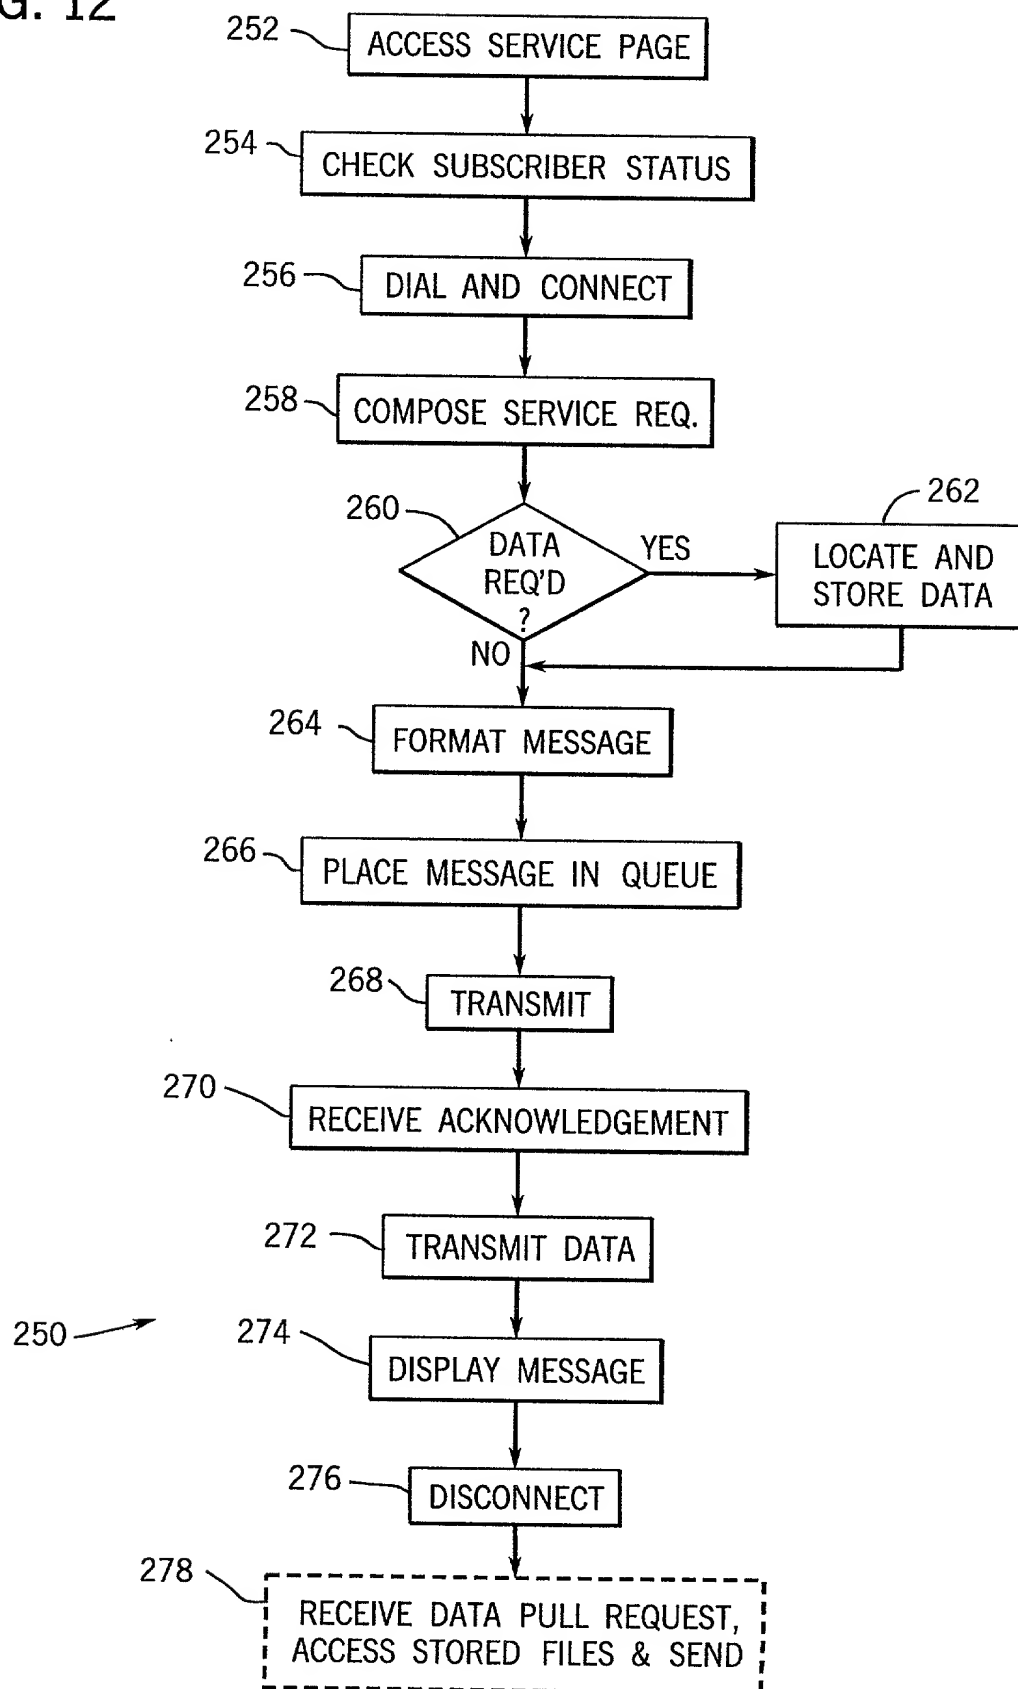 G. 12
252
ACCESS SERVICE PAGE
254
CHECK SUBSCRIBER STATUS
256
DIAL AND CONNECT
258
COMPOSE SERVICE REQ.
260
DATA
REQ'D
?
YES
NO
262
LOCATE AND
STORE DATA
264
FORMAT MESSAGE
266
PLACE MESSAGE IN QUEUE
268
TRANSMIT
270
RECEIVE ACKNOWLEDGEMENT
272
TRANSMIT DATA
250
274
DISPLAY MESSAGE
276
DISCONNECT
278
RECEIVE DATA PULL REQUEST,
ACCESS STORED FILES & SEND